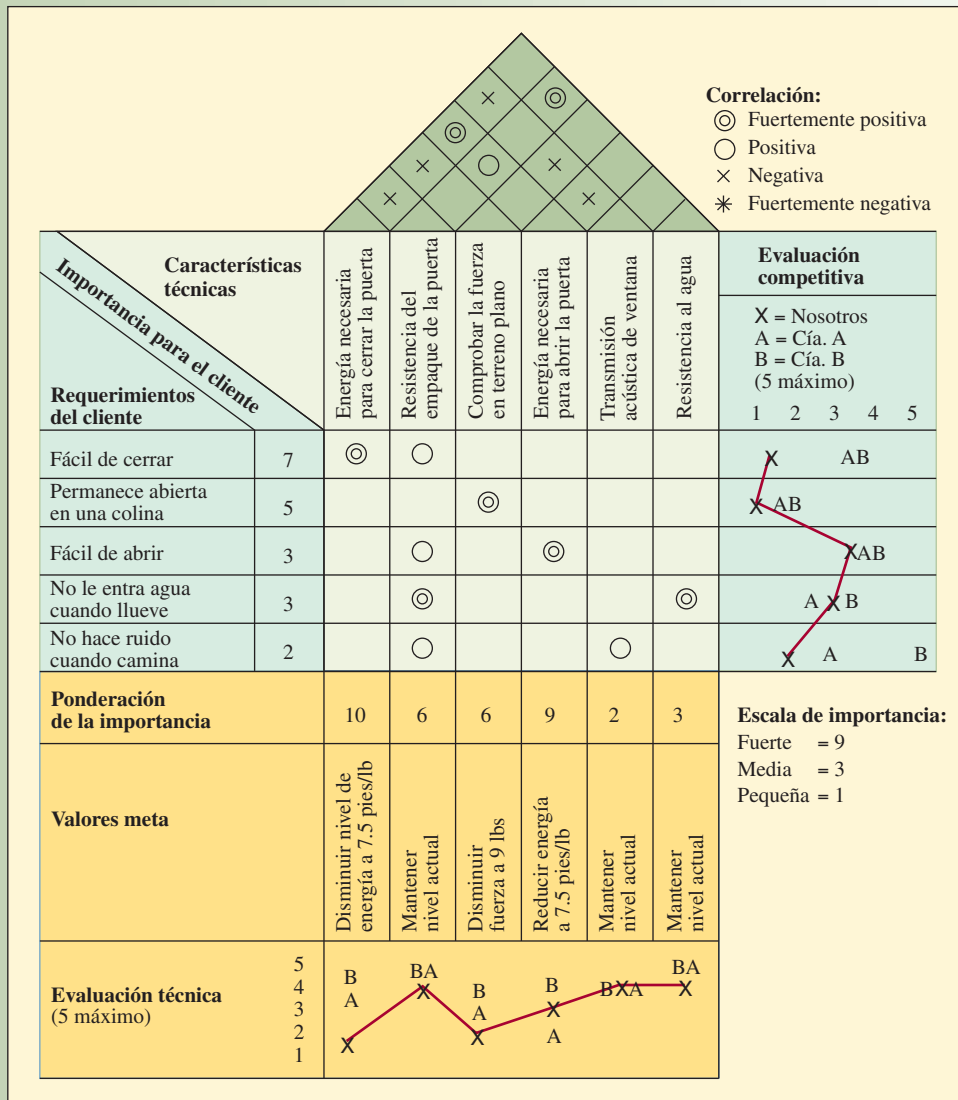 Correlación:
◎ Fuertemente positiva
○ Positiva
× Negativa
✳ Fuertemente negativa
Importancia para el cliente
Características
técnicas
Requerimientos
del cliente
Energía necesaria
para cerrar la puerta
Resistencia del
empaque de la puerta
Comprobar la fuerza
en terreno plano
Energía necesaria
para abrir la puerta
Transmisión
acústica de ventana
Resistencia al agua
Evaluación
competitiva
X = Nosotros
A = Cía. A
B = Cía. B
(5 máximo)
1 2 3 4 5
Fácil de cerrar 7 X AB
Permanece abierta
en una colina 5 X AB
Fácil de abrir 3 X AB
No le entra agua
cuando llueve 3 A X B
No hace ruido
cuando camina 2 X A B
Ponderación
de la importancia 10 6 6 9 2 3
Escala de importancia:
Fuerte = 9
Media = 3
Pequeña = 1
Valores meta
Disminuir nivel de
energía a 7.5 pies/lb
Mantener
nivel actual
Disminuir
fuerza a 9 lbs
Reducir energía
a 7.5 pies/lb
Mantener
nivel actual
Mantener
nivel actual
Evaluación técnica
(5 máximo)
5
4
3
2
1
B
A
X
BA
X
B
A
X
B
X
A
BXA
BA
X